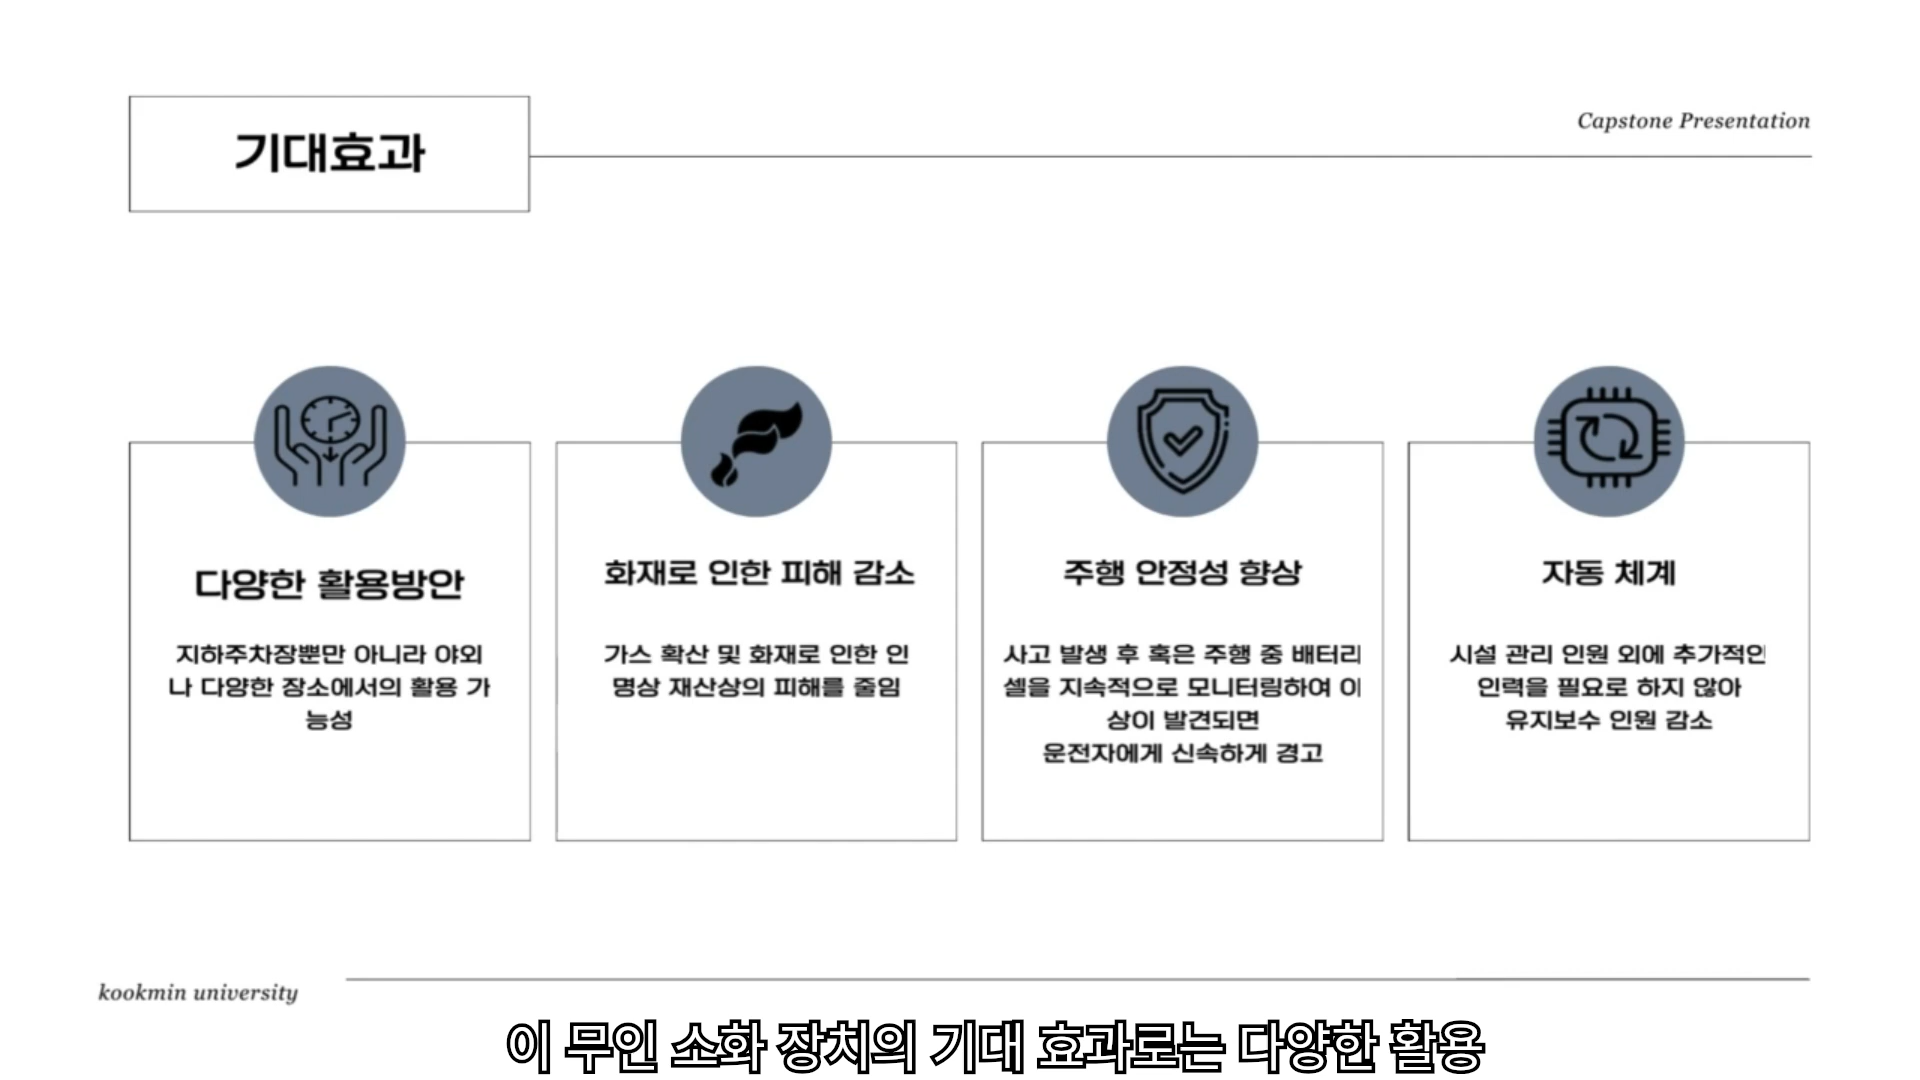 기대효과
Capstone Presentation
다양한 활용방안
지하주차장뿐만 아니라 야외
나 다양한 장소에서의 활용 가
능성
화재로 인한 피해 감소
가스 확산 및 화재로 인한 인
명상 재산상의 피해를 줄임
주행 안정성 향상
사고 발생 후 혹은 주행 중 배터리
셀을 지속적으로 모니터링하여 이
상이 발견되면
운전자에게 신속하게 경고
자동 체계
시설 관리 인원 외에 추가적인
인력을 필요로 하지 않아
유지보수 인원 감소
kookmin university
이 무인 소화 장치의 기대 효과로는 다양한 활용